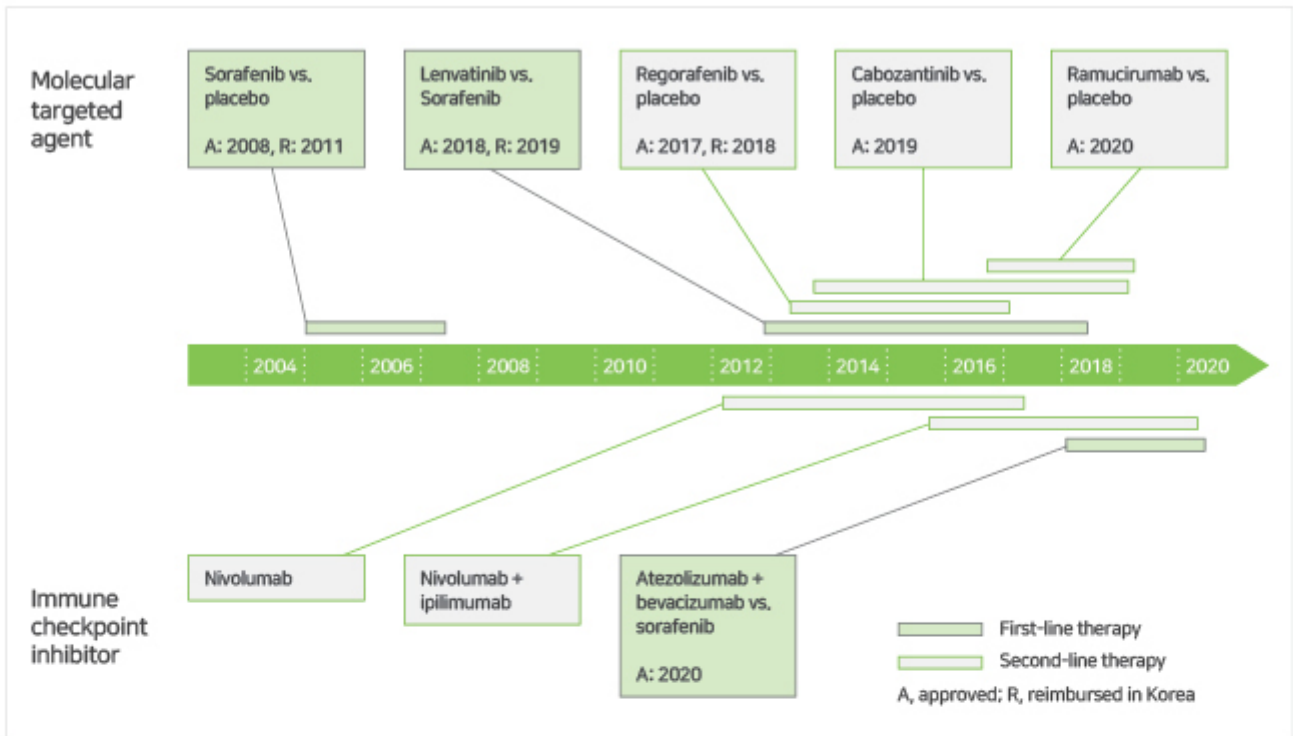 Molecular
targeted
agent
Sorafenib vs.
placebo
A: 2008, R: 2011
Lenvatinib vs.
Sorafenib
A: 2018, R: 2019
Regorafenib vs.
placebo
A: 2017, R: 2018
Cabozantinib vs.
placebo
A: 2019
Ramucirumab vs.
placebo
A: 2020
2004 2006 2008 2010 2012 2014 2016 2018 2020
Immune
checkpoint
inhibitor
Nivolumab
Nivolumab +
ipilimumab
Atezolizumab +
bevacizumab vs.
sorafenib
A: 2020
First-line therapy
Second-line therapy
A, approved; R, reimbursed in Korea